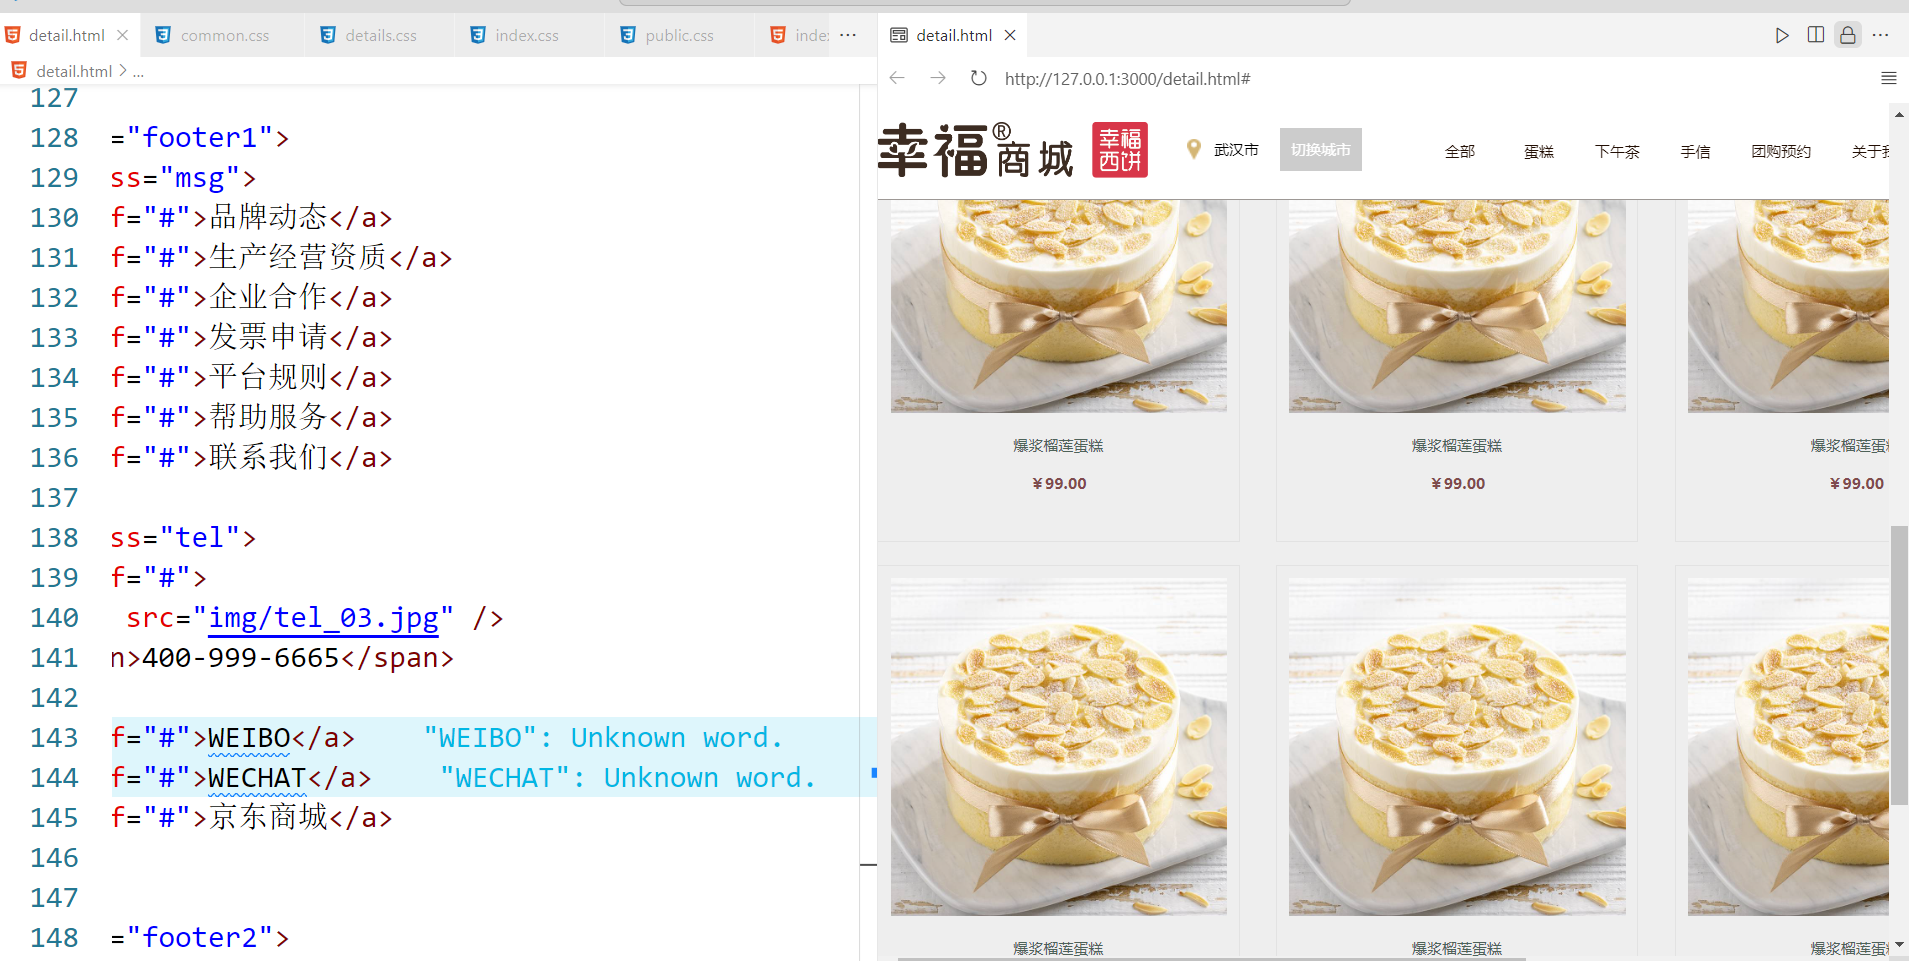 detail.html
common.css
details.css
index.css
public.css
inde
···
detail.html > ...
127
128 ="footer1">
129 ss="msg">
130 f="#">品牌动态</a>
131 f="#">生产经营资质</a>
132 f="#">企业合作</a>
133 f="#">发票申请</a>
134 f="#">平台规则</a>
135 f="#">帮助服务</a>
136 f="#">联系我们</a>
137
138 ss="tel">
139 f="#">
140 src="img/tel_03.jpg" />
141 n>400-999-6665</span>
142
143 f="#">WEIBO</a> "WEIBO": Unknown word.
144 f="#">WECHAT</a> "WECHAT": Unknown word.
145 f="#">京东商城</a>
146
147
148 ="footer2">
detail.html
http://127.0.0.1:3000/detail.html#
幸福®商城
幸福
西饼
武汉市
切换城市
全部
蛋糕
下午茶
手信
团购预约
关于
爆浆榴莲蛋糕
¥99.00
爆浆榴莲蛋糕
¥99.00
爆浆榴莲蛋
¥99.00
爆浆榴莲蛋糕
爆浆榴莲蛋糕
爆浆榴莲蛋